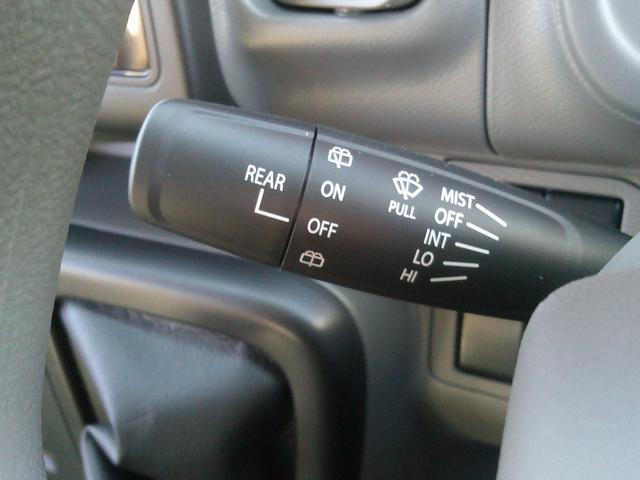 REAR
ON
OFF
PULL
MIST
OFF
INT
LO
HI